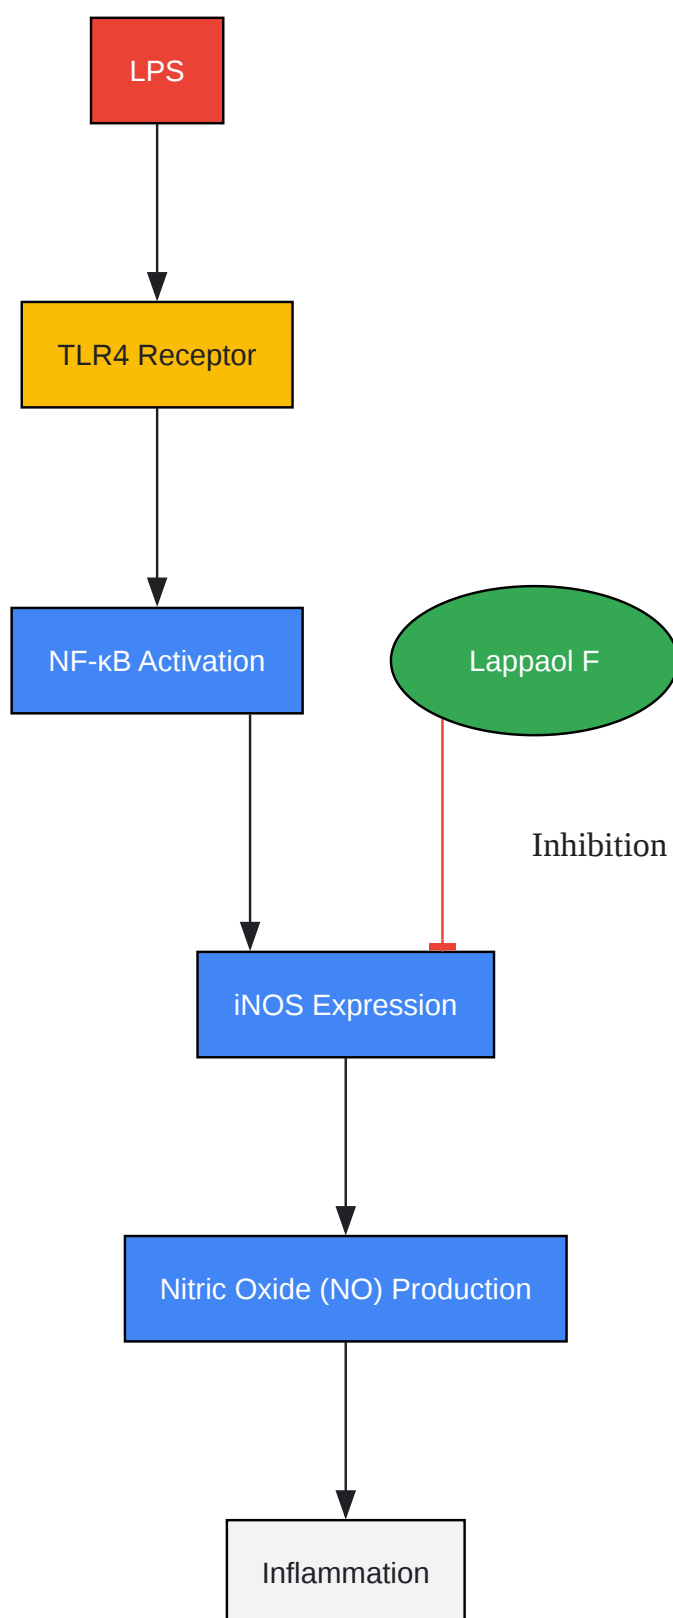 LPS
TLR4 Receptor
NF-κB Activation
Lappaol F
Inhibition
iNOS Expression
Nitric Oxide (NO) Production
Inflammation